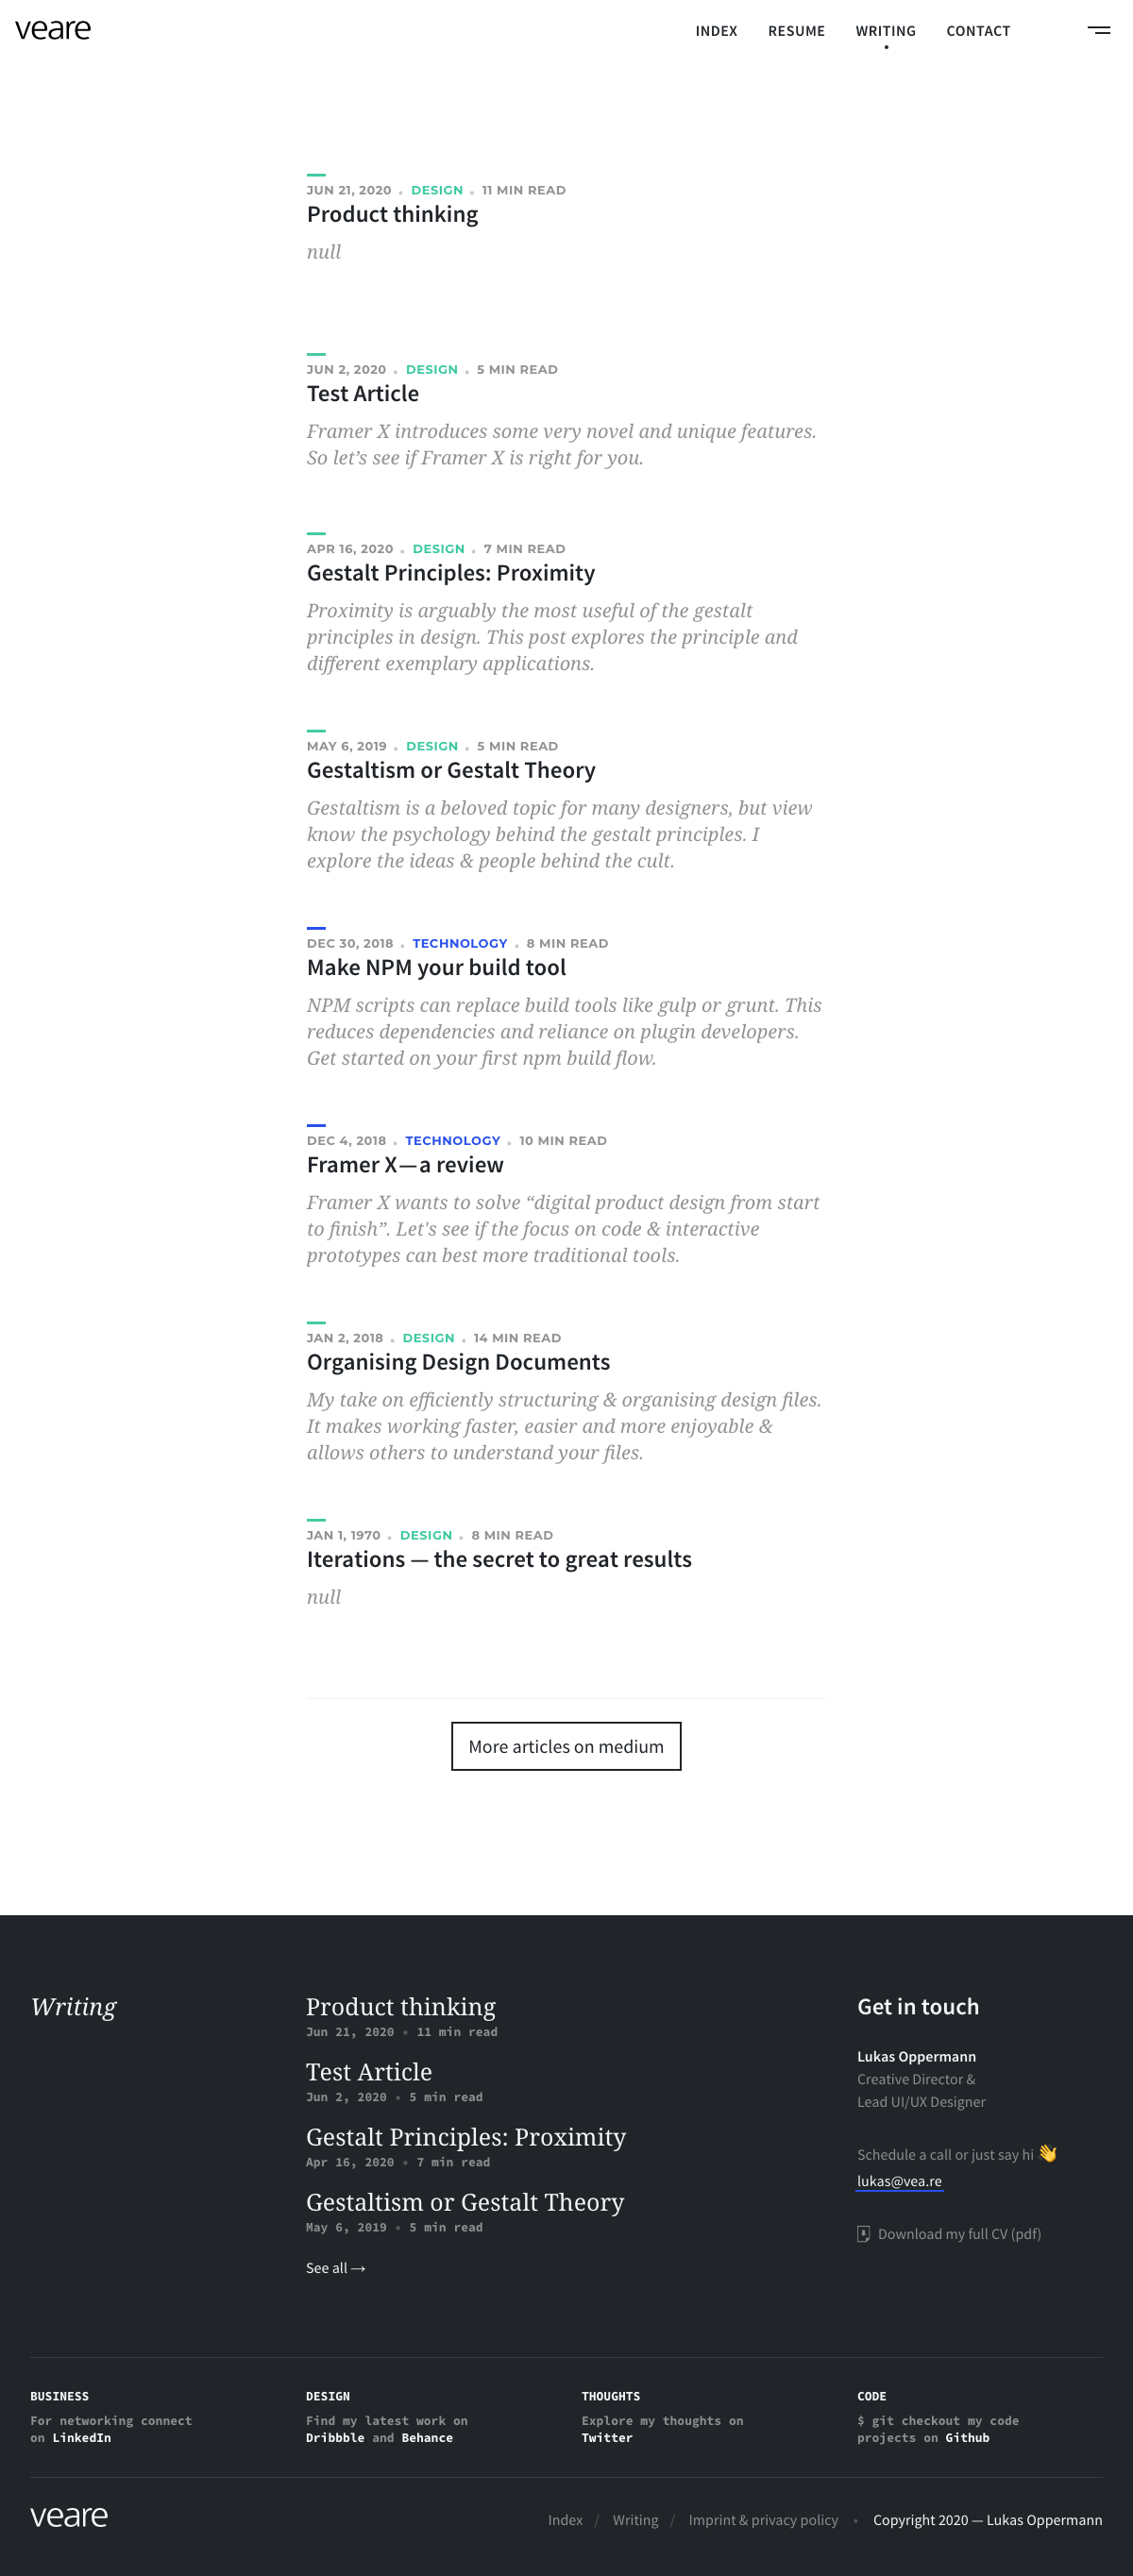 veare
INDEX RESUME WRITING CONTACT
JUN 21, 2020 • DESIGN • 11 MIN READ
Product thinking
null
JUN 2, 2020 • DESIGN • 5 MIN READ
Test Article
Framer X introduces some very novel and unique features.
So let’s see if Framer X is right for you.
APR 16, 2020 • DESIGN • 7 MIN READ
Gestalt Principles: Proximity
Proximity is arguably the most useful of the gestalt
principles in design. This post explores the principle and
different exemplary applications.
MAY 6, 2019 • DESIGN • 5 MIN READ
Gestaltism or Gestalt Theory
Gestaltism is a beloved topic for many designers, but view
know the psychology behind the gestalt principles. I
explore the ideas & people behind the cult.
DEC 30, 2018 • TECHNOLOGY • 8 MIN READ
Make NPM your build tool
NPM scripts can replace build tools like gulp or grunt. This
reduces dependencies and reliance on plugin developers.
Get started on your first npm build flow.
DEC 4, 2018 • TECHNOLOGY • 10 MIN READ
Framer X — a review
Framer X wants to solve “digital product design from start
to finish”. Let's see if the focus on code & interactive
prototypes can best more traditional tools.
JAN 2, 2018 • DESIGN • 14 MIN READ
Organising Design Documents
My take on efficiently structuring & organising design files.
It makes working faster, easier and more enjoyable &
allows others to understand your files.
JAN 1, 1970 • DESIGN • 8 MIN READ
Iterations — the secret to great results
null
More articles on medium
Writing
Product thinking
Jun 21, 2020 • 11 min read
Test Article
Jun 2, 2020 • 5 min read
Gestalt Principles: Proximity
Apr 16, 2020 • 7 min read
Gestaltism or Gestalt Theory
May 6, 2019 • 5 min read
See all →
Get in touch
Lukas Oppermann
Creative Director &
Lead UI/UX Designer
Schedule a call or just say hi 👋
lukas@vea.re
Download my full CV (pdf)
BUSINESS
For networking connect
on LinkedIn
DESIGN
Find my latest work on
Dribbble and Behance
THOUGHTS
Explore my thoughts on
Twitter
CODE
$ git checkout my code
projects on Github
veare
Index / Writing / Imprint & privacy policy • Copyright 2020 — Lukas Oppermann